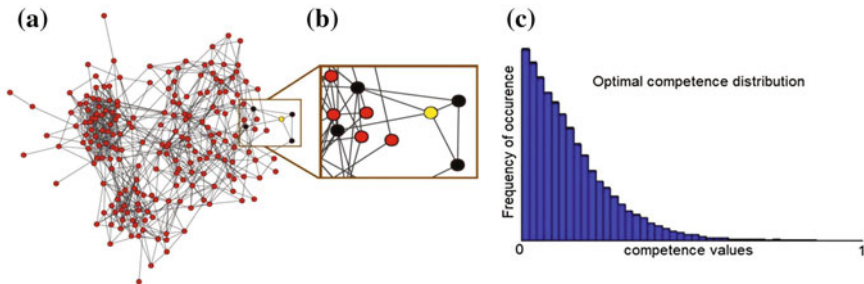 (a)
(b)
(c)
Optimal competence distribution
Frequency of occurence
0
competence values
1